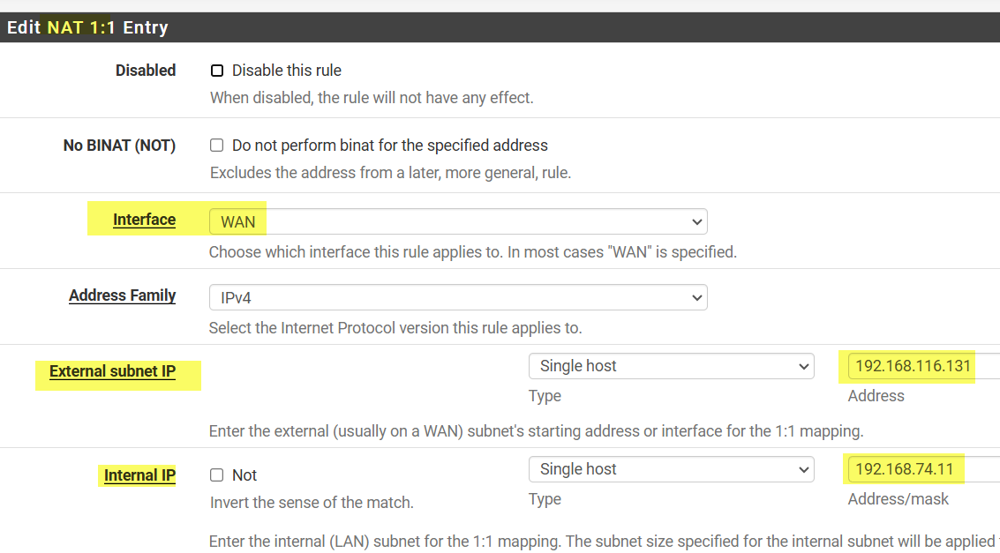 Edit NAT 1:1 Entry
Disabled Disable this rule
When disabled, the rule will not have any effect.
No BINAT (NOT) Do not perform binat for the specified address
Excludes the address from a later, more general, rule.
Interface WAN
Choose which interface this rule applies to. In most cases "WAN" is specified.
Address Family IPv4
Select the Internet Protocol version this rule applies to.
External subnet IP Single host 192.168.116.131
Type Address
Enter the external (usually on a WAN) subnet's starting address or interface for the 1:1 mapping.
Internal IP Not Single host 192.168.74.11
Invert the sense of the match. Type Address/mask
Enter the internal (LAN) subnet for the 1:1 mapping. The subnet size specified for the internal subnet will be applied